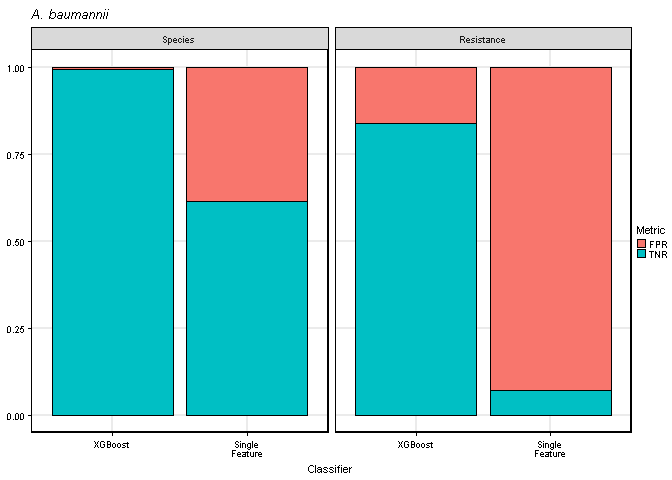 A. baumannii
Species
Resistance
1.00
0.75
0.50
0.25
0.00
XGBoost
Single
Feature
XGBoost
Single
Feature
Classifier
Metric
FPR
TNR